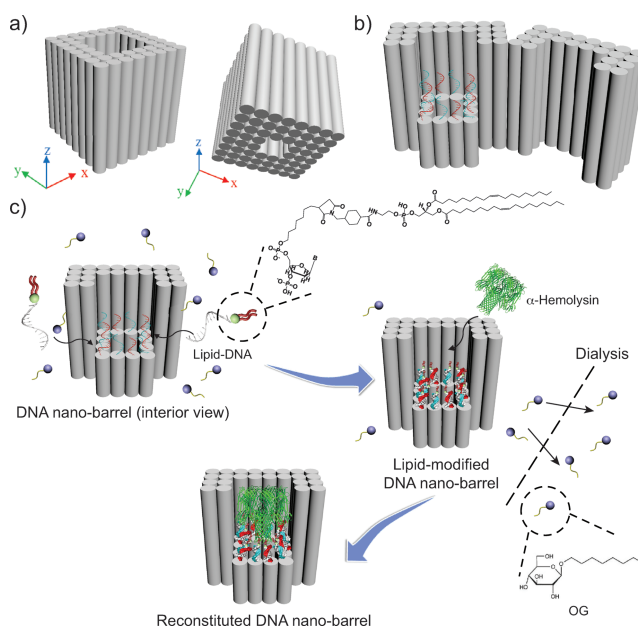 a)
b)
z
y
x
z
y
x
c)
Lipid-DNA
α-Hemolysin
DNA nano-barrel (interior view)
Dialysis
Lipid-modified
DNA nano-barrel
Reconstituted DNA nano-barrel
OG